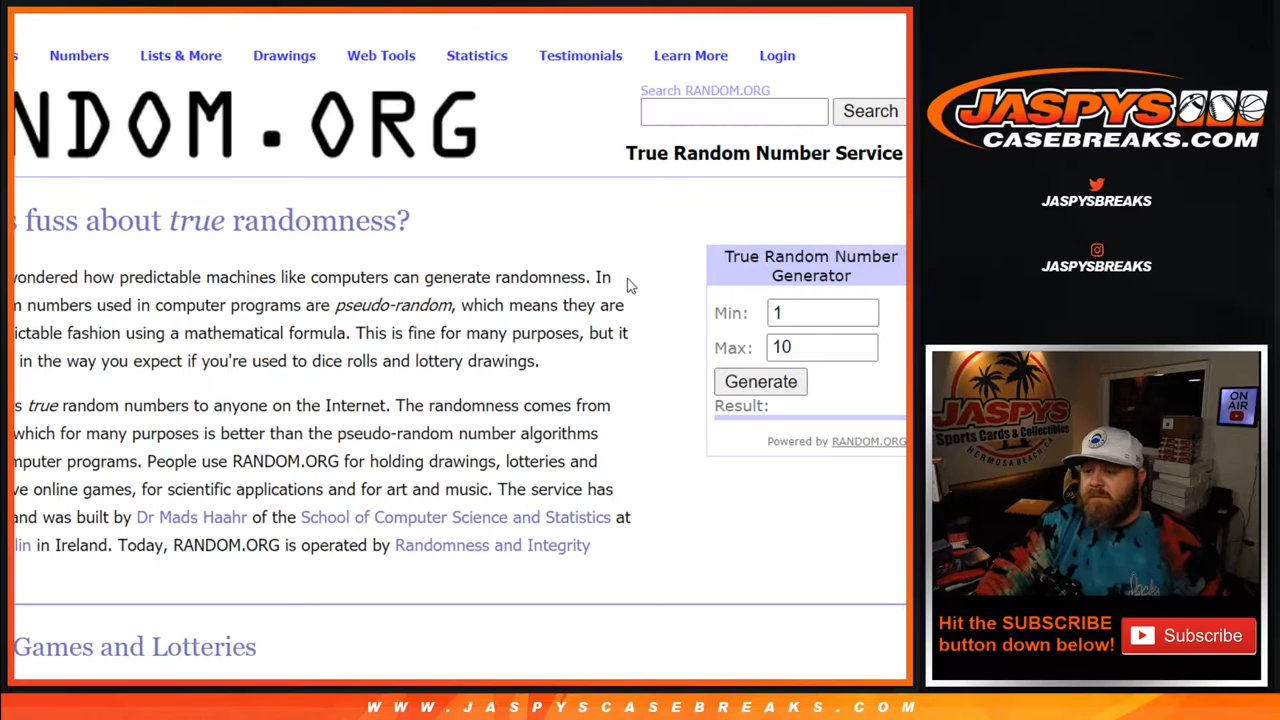 s Numbers Lists & More Drawings Web Tools Statistics Testimonials Learn More Login
Search RANDOM.ORG
NDOM.ORG
Search
True Random Number Service
s fuss about true randomness?
wondered how predictable machines like computers can generate randomness. In
m numbers used in computer programs are pseudo-random, which means they are
ctable fashion using a mathematical formula. This is fine for many purposes, but it
in the way you expect if you're used to dice rolls and lottery drawings.
s true random numbers to anyone on the Internet. The randomness comes from
which for many purposes is better than the pseudo-random number algorithms
mputer programs. People use RANDOM.ORG for holding drawings, lotteries and
ve online games, for scientific applications and for art and music. The service has
and was built by Dr Mads Haahr of the School of Computer Science and Statistics at
lin in Ireland. Today, RANDOM.ORG is operated by Randomness and Integrity
Games and Lotteries
True Random Number
Generator
Min: 1
Max: 10
Generate
Result:
Powered by RANDOM.ORG
JASPYS
CASEBREAKS.COM
JASPYSBREAKS
JASPYSBREAKS
JASPYS
Sports Cards & Collectibles
HERMOSA BEACH, CA
ON
AIR
Hit the SUBSCRIBE
button down below!
Subscribe
WWW.JASPYSCASEBREAKS.COM